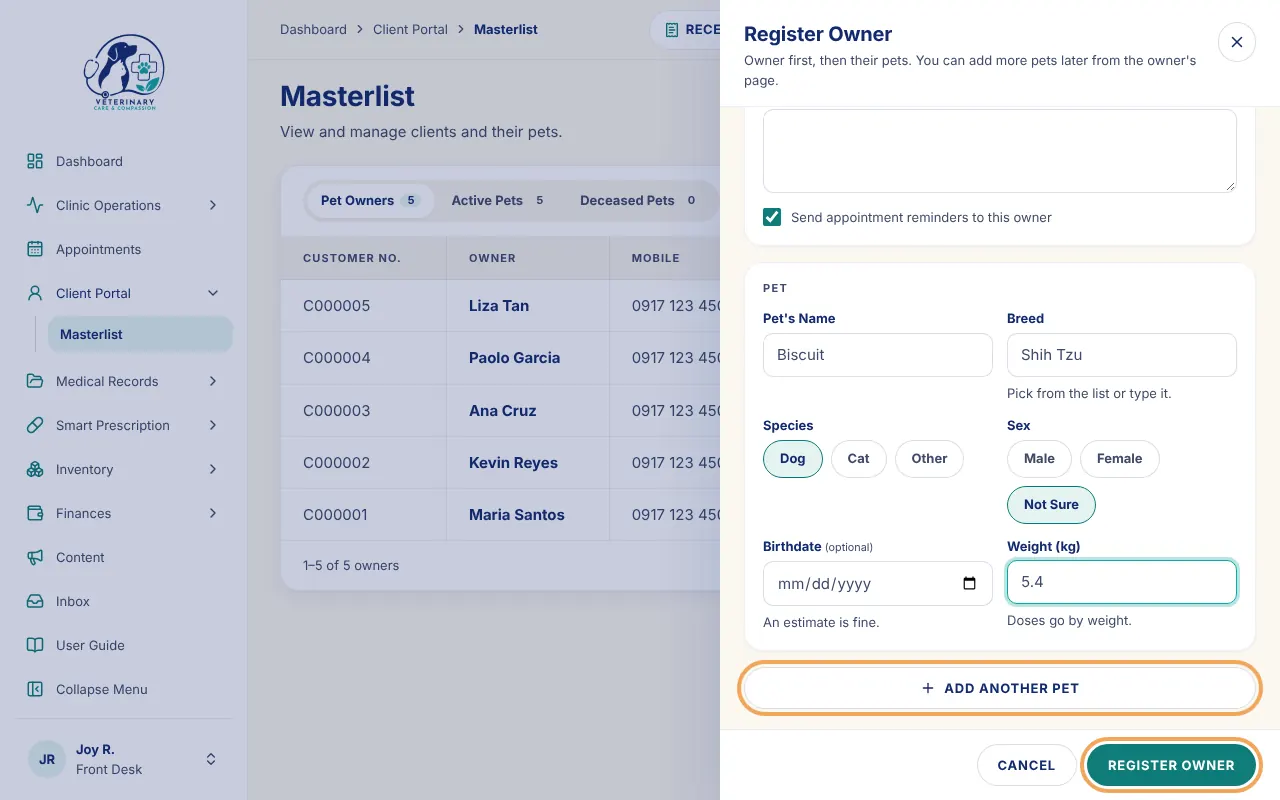 VETERINARY
CARE & COMPASSION
Dashboard
Clinic Operations
Appointments
Client Portal
Masterlist
Medical Records
Smart Prescription
Inventory
Finances
Content
Inbox
User Guide
Collapse Menu
JR
Joy R.
Front Desk
Dashboard > Client Portal > Masterlist
RECE
Masterlist
View and manage clients and their pets.
Pet Owners 5 Active Pets 5 Deceased Pets 0
CUSTOMER NO. OWNER MOBILE
C000005 Liza Tan 0917 123 450
C000004 Paolo Garcia 0917 123 450
C000003 Ana Cruz 0917 123 450
C000002 Kevin Reyes 0917 123 450
C000001 Maria Santos 0917 123 450
1–5 of 5 owners
Register Owner
Owner first, then their pets. You can add more pets later from the owner's
page.
Send appointment reminders to this owner
PET
Pet's Name Breed
Biscuit Shih Tzu
Pick from the list or type it.
Species Sex
Dog Cat Other Male Female
Not Sure
Birthdate (optional) Weight (kg)
mm/dd/yyyy 5.4
An estimate is fine. Doses go by weight.
+ ADD ANOTHER PET
CANCEL REGISTER OWNER